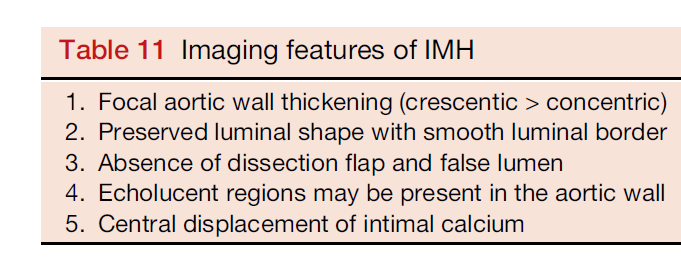 Table 11 Imaging features of IMH
1. Focal aortic wall thickening (crescentic > concentric)
2. Preserved luminal shape with smooth luminal border
3. Absence of dissection flap and false lumen
4. Echolucent regions may be present in the aortic wall
5. Central displacement of intimal calcium